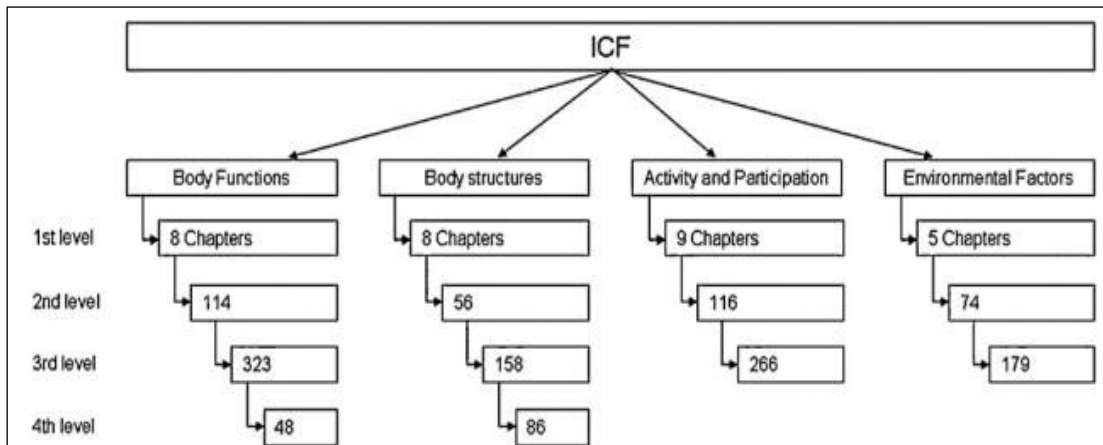 ICF
Body Functions Body structures Activity and Participation Environmental Factors
1st level 8 Chapters 8 Chapters 9 Chapters 5 Chapters
2nd level 114 56 116 74
3rd level 323 158 266 179
4th level 48 86